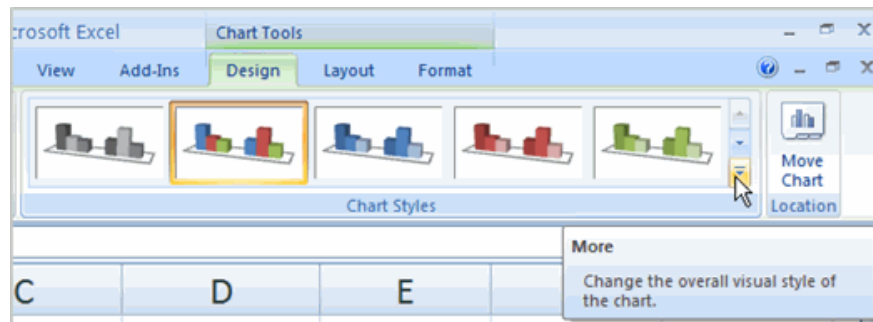 crosoft Excel Chart Tools
View Add-Ins Design Layout Format
Move
Chart
Chart Styles Location
More
Change the overall visual style of
the chart.
C D E